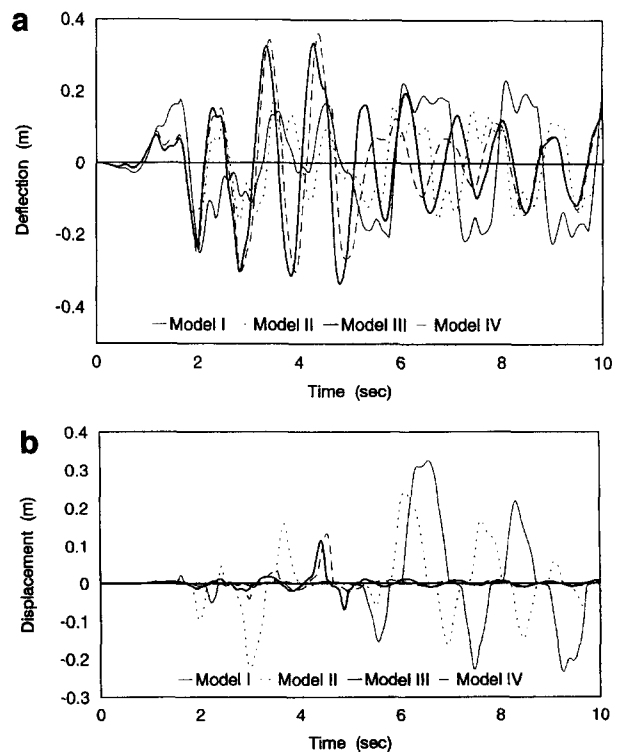 a
0.4
0.2
0
-0.2
-0.4
Deflection (m)
Model I Model II Model III Model IV
0 2 4 6 8 10
Time (sec)
b
0.4
0.3
0.2
0.1
0
-0.1
-0.2
-0.3
Displacement (m)
Model I Model II Model III Model IV
0 2 4 6 8 10
Time (sec)